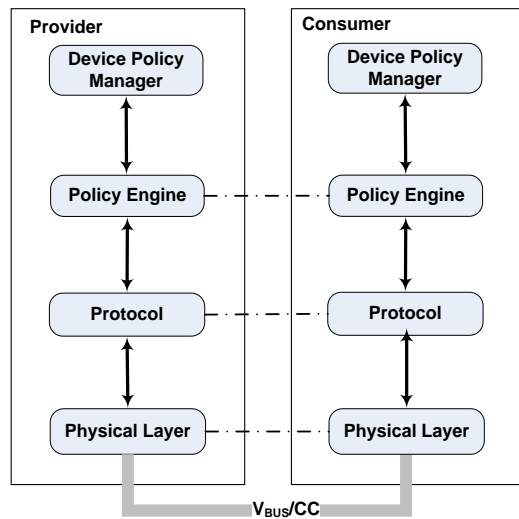 Provider
Device Policy
Manager
Policy Engine
Protocol
Physical Layer
Consumer
Device Policy
Manager
Policy Engine
Protocol
Physical Layer
VBUS/CC